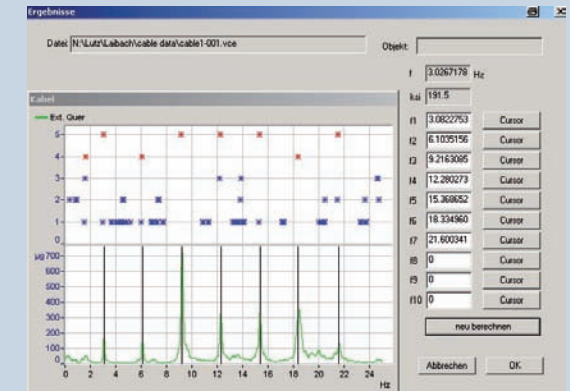 Ergebnisse
Datei: N:\Lutz\Laibach\cable data\cable1-001.vce
Objekt:
f 3.0267178 Hz
ksi 191.5
Kabel
Ext. Quer
5
4
3
2
1
0
µg 700
600
500
400
300
200
100
0
0 2 4 6 8 10 12 14 16 18 20 22 24
Hz
f1 3.0822753 Cursor
f2 6.1035156 Cursor
f3 9.2163085 Cursor
f4 12.280273 Cursor
f5 15.368652 Cursor
f6 18.334960 Cursor
f7 21.600341 Cursor
f8 0 Cursor
f9 0 Cursor
f10 0 Cursor
neu berechnen
Abbrechen OK